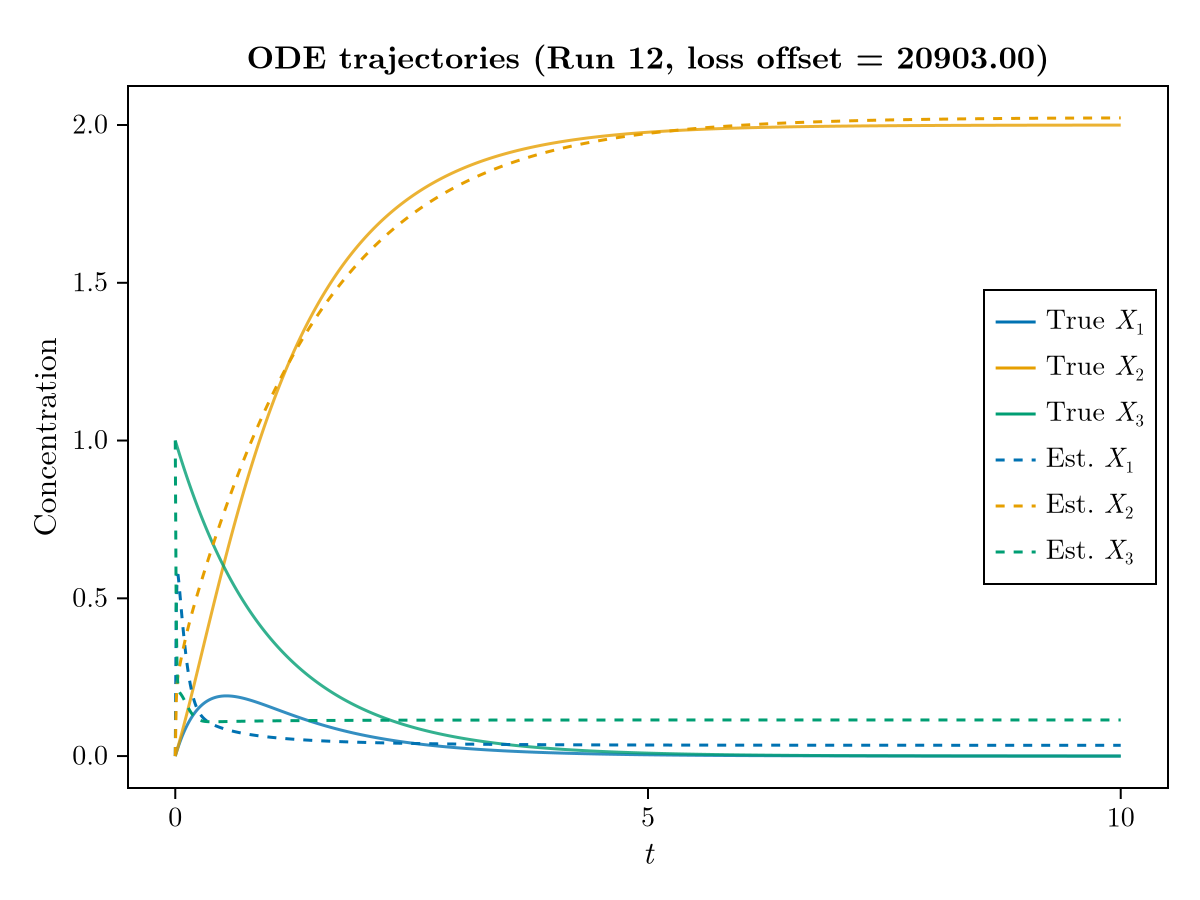 ODE trajectories (Run 12, loss offset = 20903.00)
Concentration
2.0
1.5
1.0
0.5
0.0
0
5
10
t
True X₁
True X₂
True X₃
Est. X₁
Est. X₂
Est. X₃